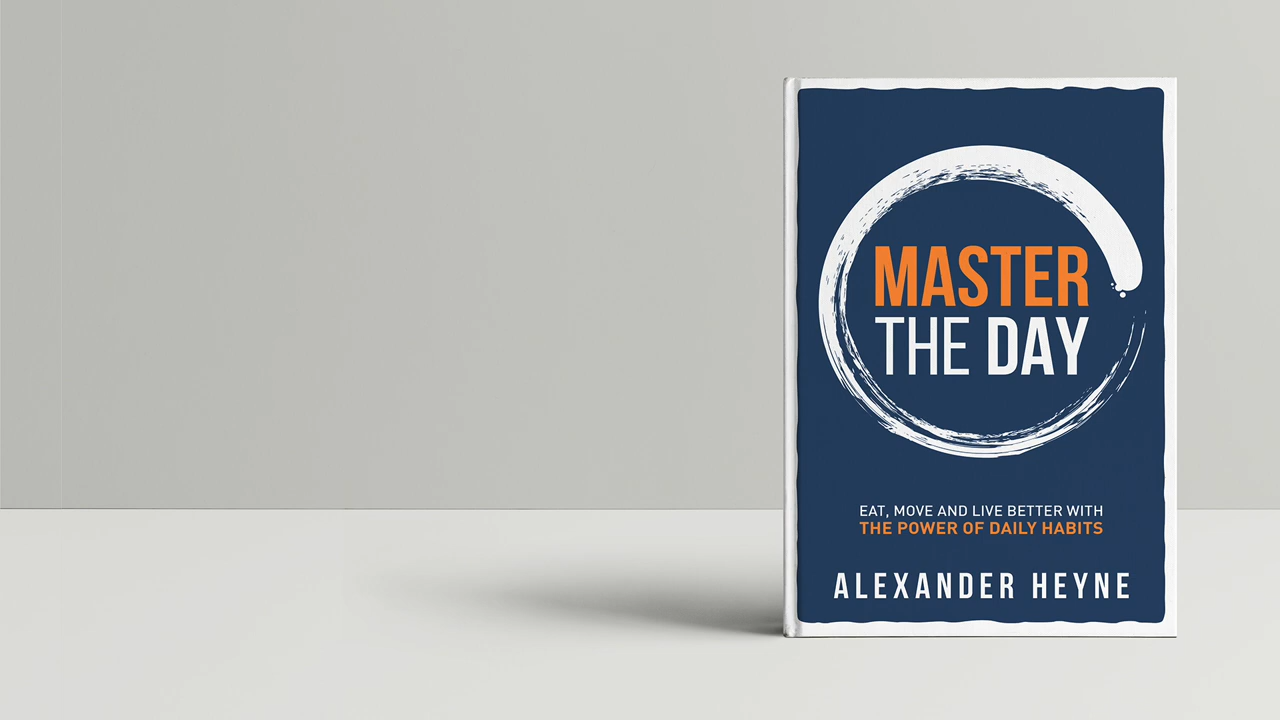 MASTER
THE DAY
EAT, MOVE AND LIVE BETTER WITH
THE POWER OF DAILY HABITS
ALEXANDER HEYNE